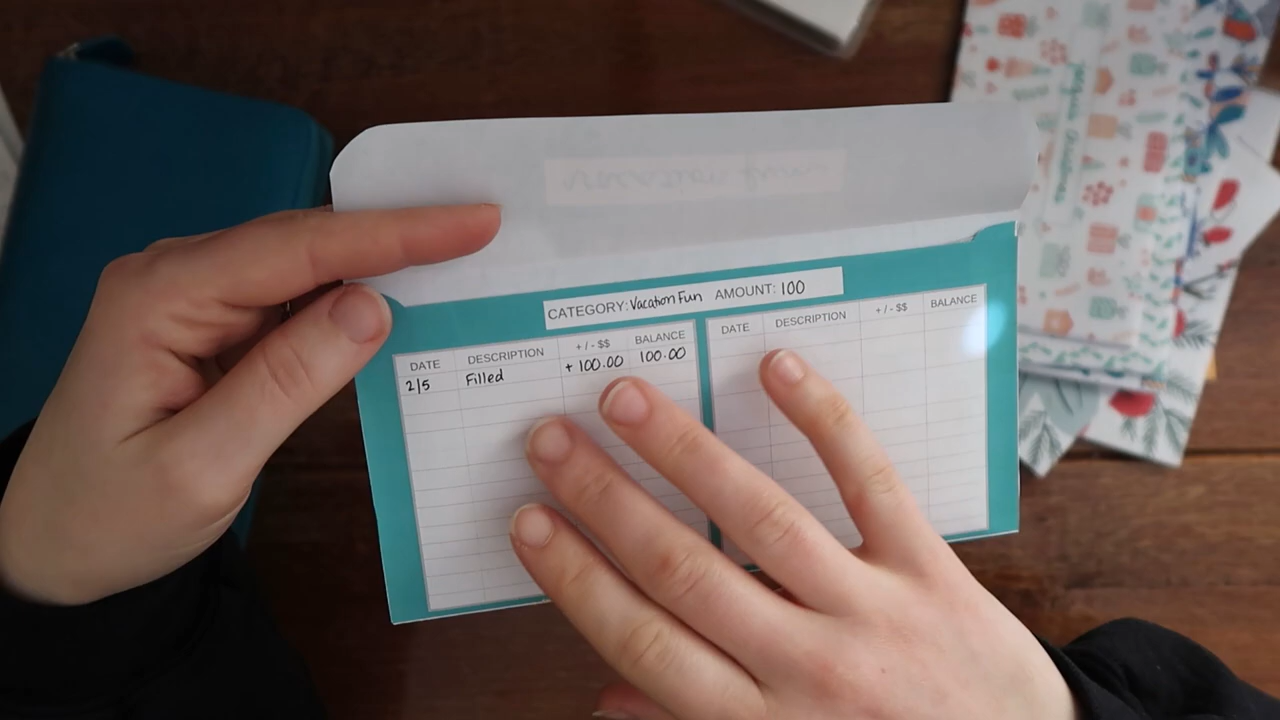 CATEGORY: Vacation Fun AMOUNT: 100
DATE DESCRIPTION +/-$$ BALANCE
2/5 Filled +100.00 100.00
DATE DESCRIPTION +/-$$ BALANCE